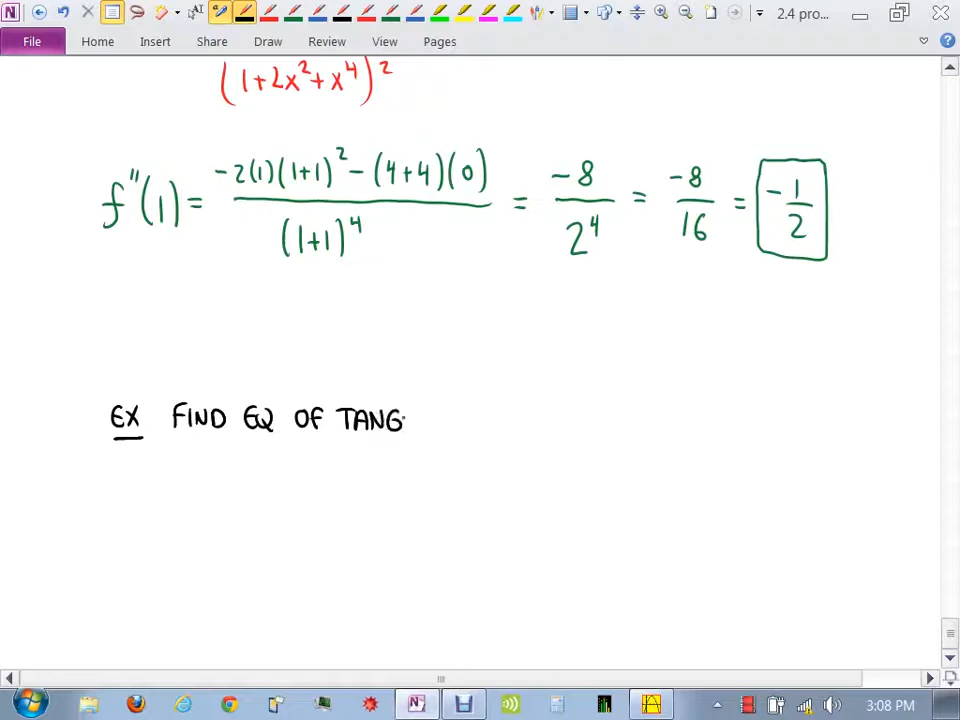 2.4 pro...
File Home Insert Share Draw Review View Pages
(1+2x²+x⁴)²
f''(1) = -2(1)(1+1)² - (4+4)(0) / (1+1)⁴ = -8 / 2⁴ = -8 / 16 = -1/2
EX FIND EQ OF TANG
3:08 PM